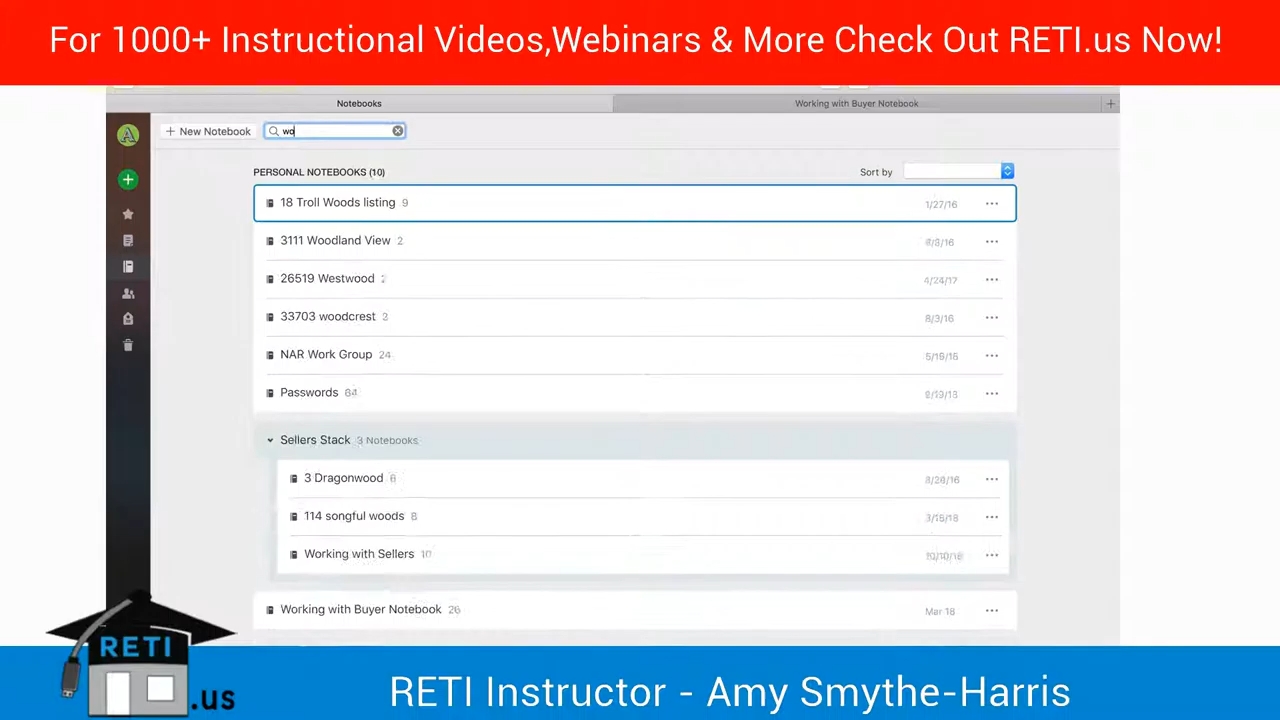 For 1000+ Instructional Videos,Webinars & More Check Out RETI.us Now!
Notebooks
Working with Buyer Notebook
A
+ New Notebook
wo
PERSONAL NOTEBOOKS (10)
Sort by
18 Troll Woods listing 9 1/27/16
3111 Woodland View 2
26519 Westwood 4/24/17
33703 woodcrest 2 8/3/16
NAR Work Group 24
Passwords
Sellers Stack 3 Notebooks
3 Dragonwood 6
114 songful woods 8
Working with Sellers 10
Working with Buyer Notebook 26 Mar 18
RETI
.us
RETI Instructor - Amy Smythe-Harris